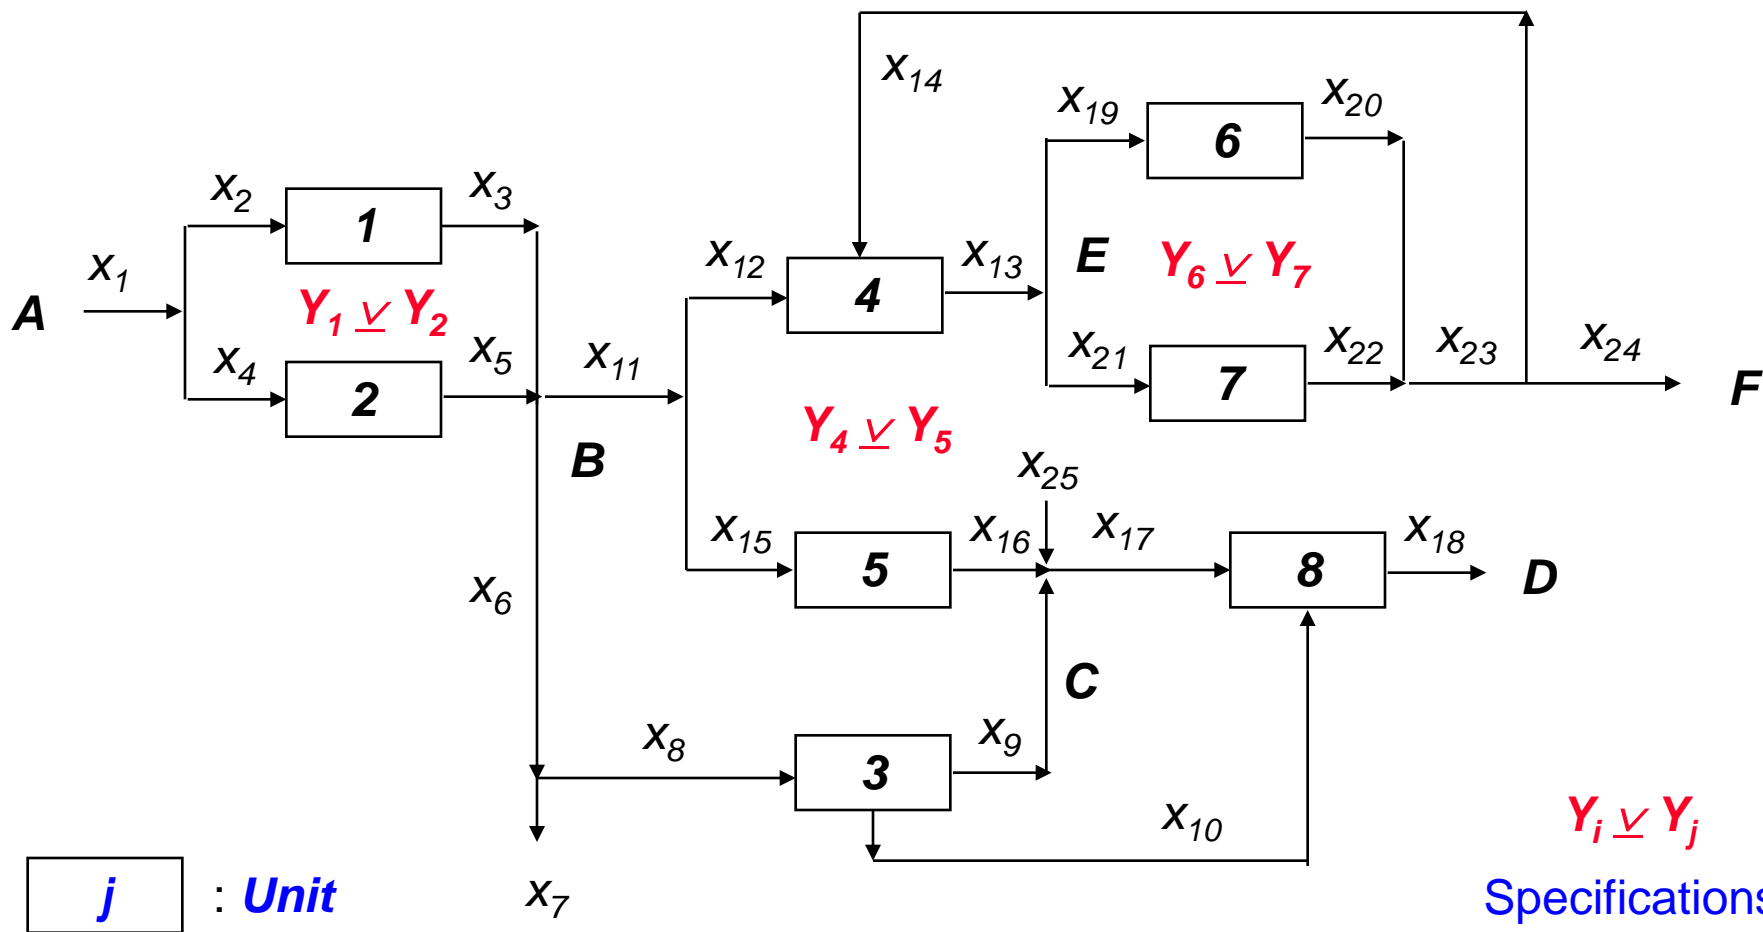 x14
x19
x20
6
x2
x3
1
x12
x13
E
Y6 ⊻ Y7
4
x1
A
Y1 ⊻ Y2
x4
x5
x11
x21
x22
x23
x24
2
7
F
Y4 ⊻ Y5
B
x25
x15
x16
x17
x18
5
8
D
x6
C
x8
x9
3
x10
Yi ⊻ Yj
j : Unit
x7
Specifications